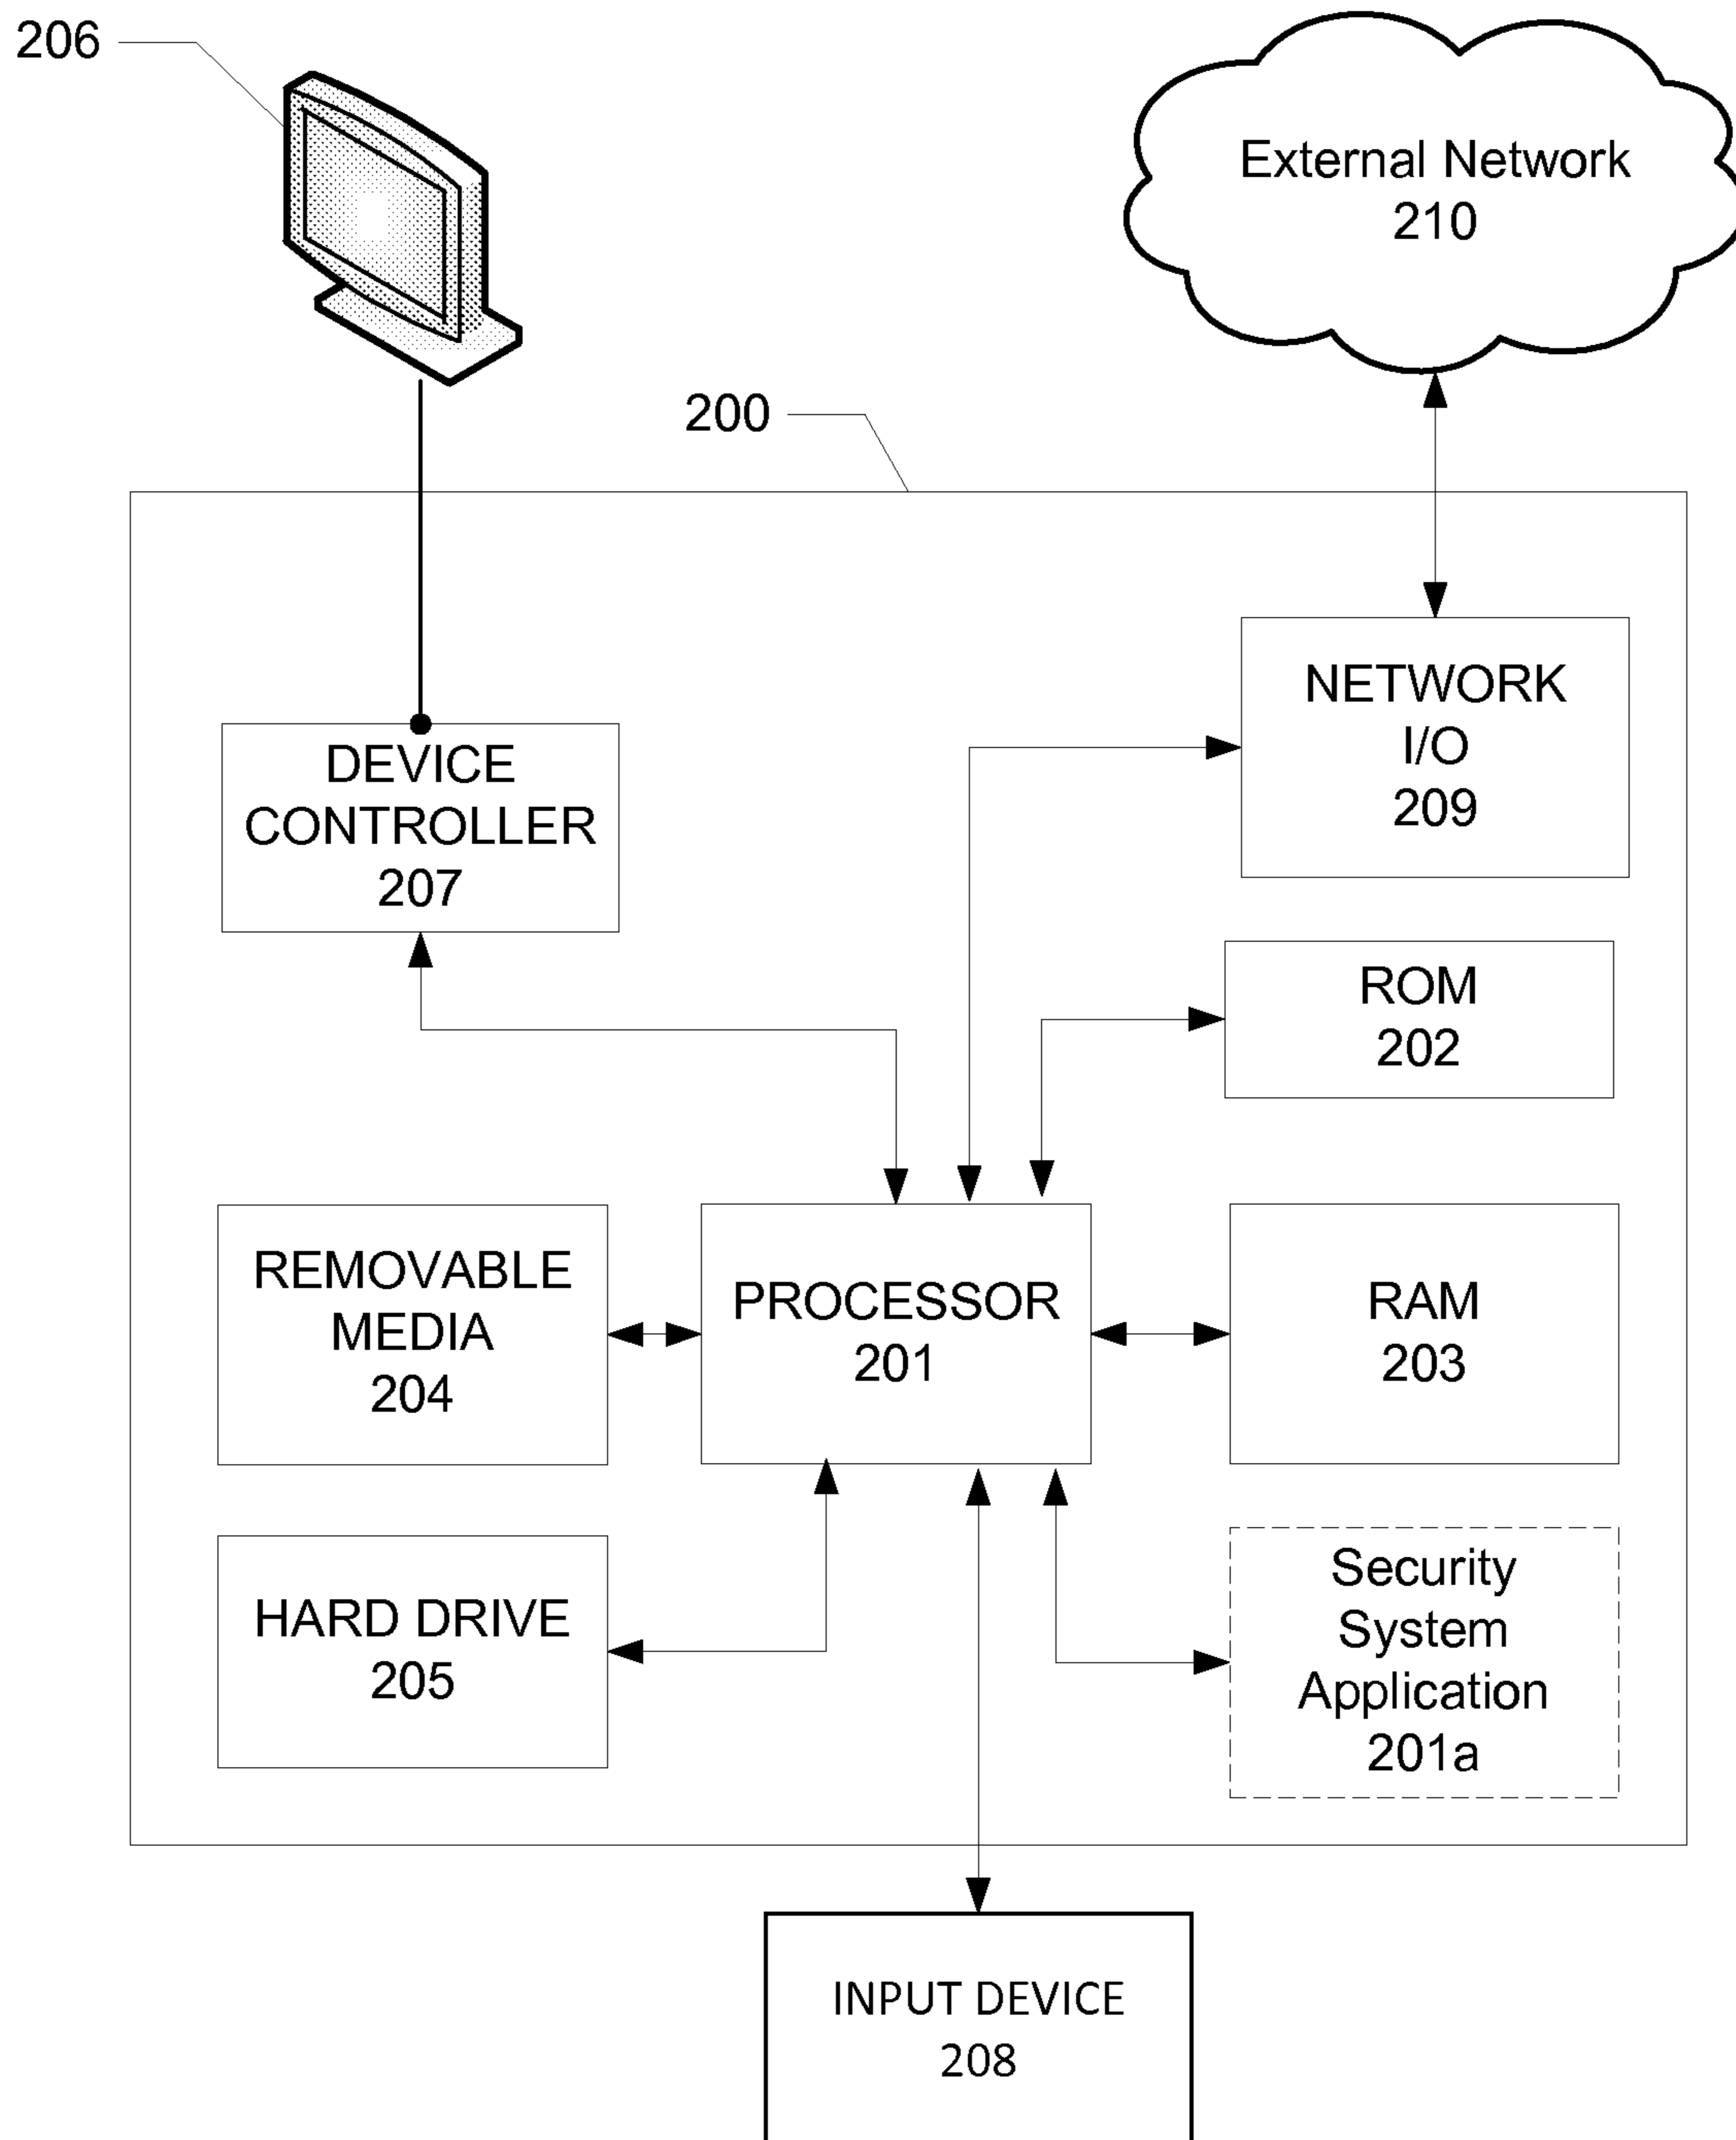 206
External Network
210
200
NETWORK
I/O
209
DEVICE
CONTROLLER
207
ROM
202
REMOVABLE
MEDIA
204
PROCESSOR
201
RAM
203
HARD DRIVE
205
Security
System
Application
201a
INPUT DEVICE
208